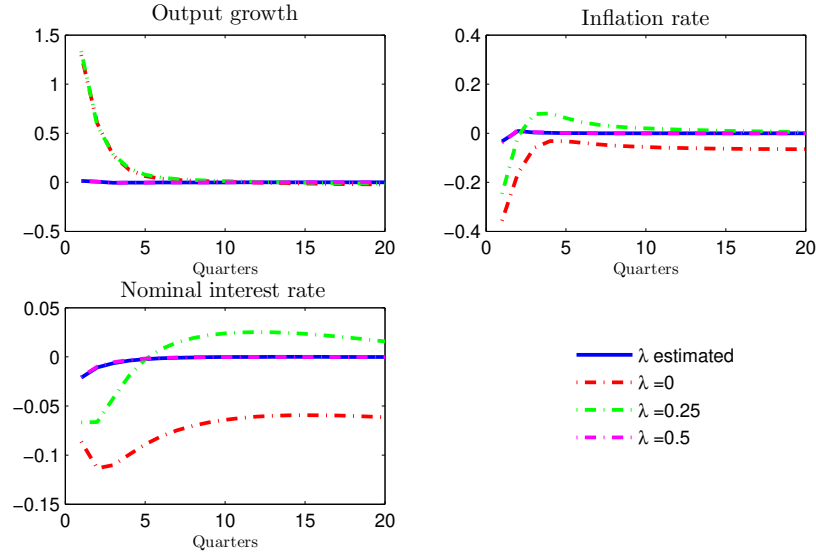 Output growth
1.5
1
0.5
0
−0.5
0 5 10 15 20
Quarters
Inflation rate
0.4
0.2
0
−0.2
−0.4
0 5 10 15 20
Quarters
Nominal interest rate
0.05
0
−0.05
−0.1
−0.15
0 5 10 15 20
Quarters
λ estimated
λ =0
λ =0.25
λ =0.5